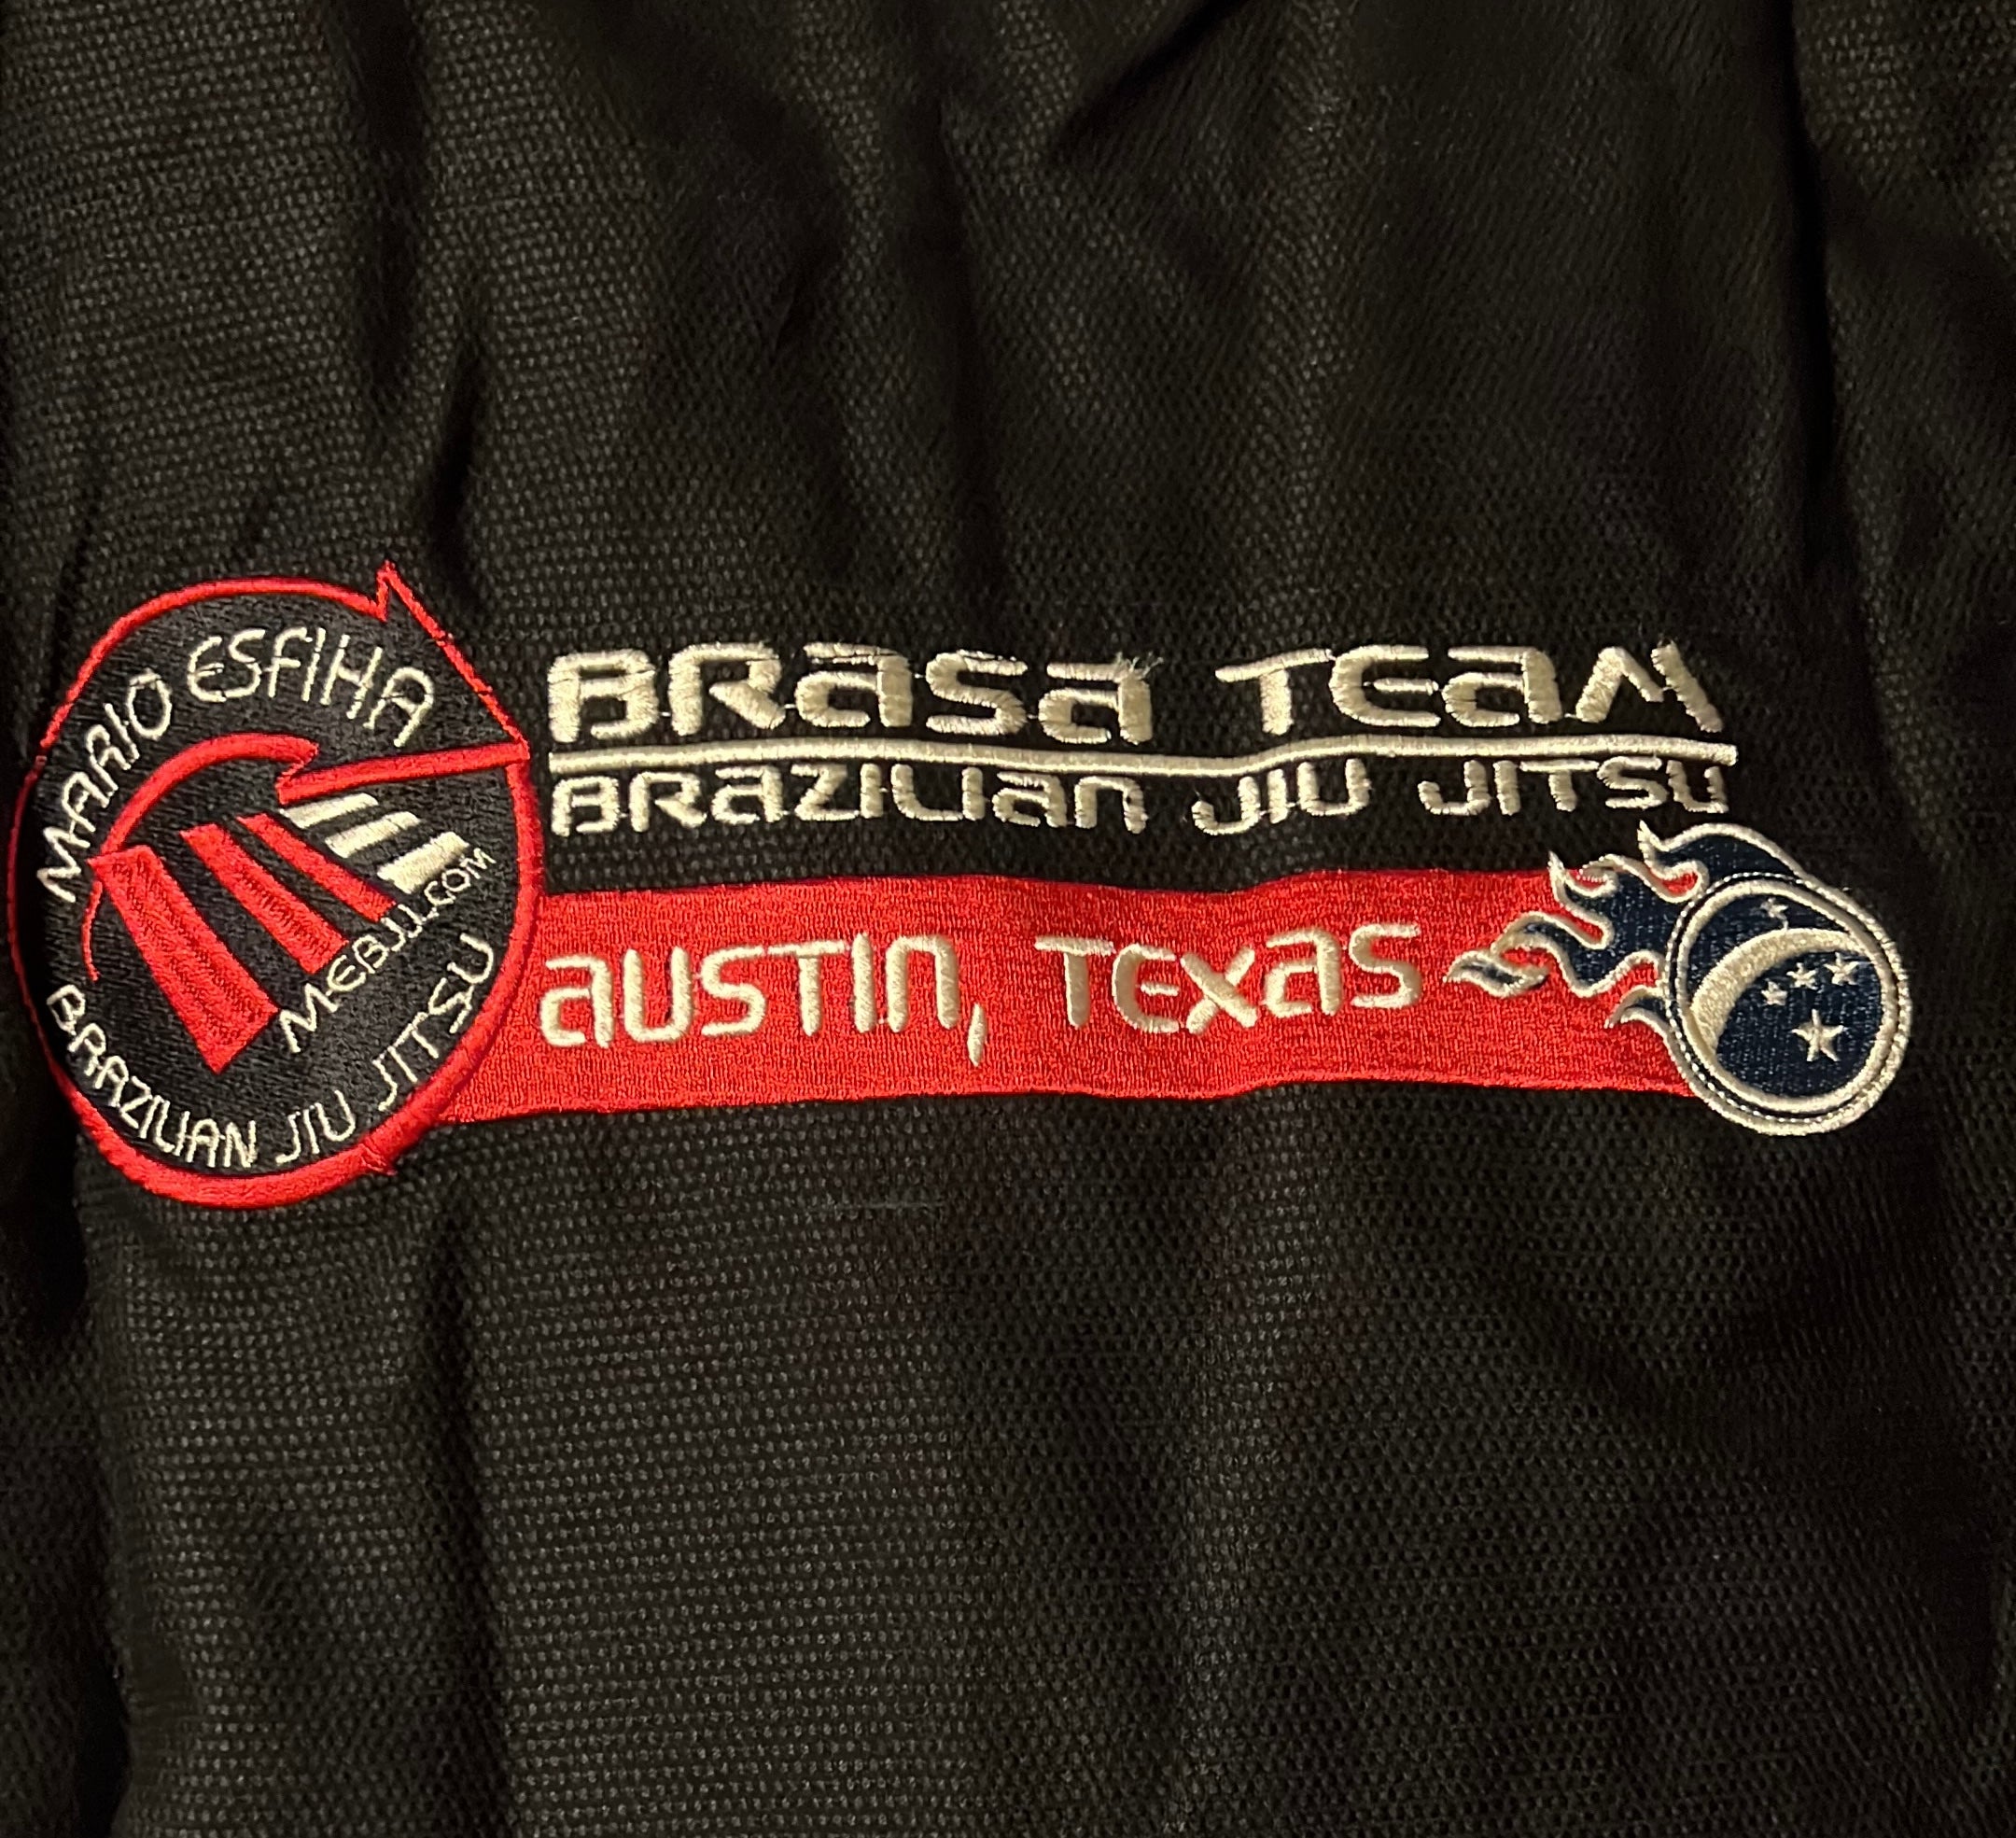 MARIO ESFIHA
MEBJJ.COM
BRAZILIAN JIU JITSU
BRasa Team
BRazilian Jiu Jitsu
austin, Texas